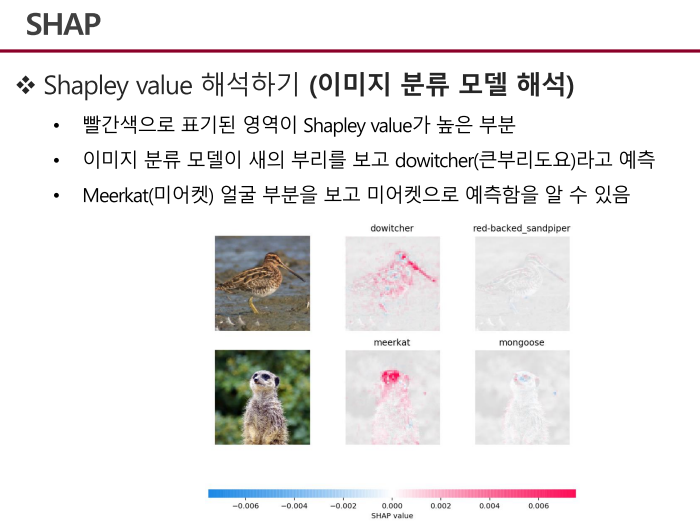 SHAP
❖ Shapley value 해석하기 (이미지 분류 모델 해석)
• 빨간색으로 표기된 영역이 Shapley value가 높은 부분
• 이미지 분류 모델이 새의 부리를 보고 dowitcher(큰부리도요)라고 예측
• Meerkat(미어켓) 얼굴 부분을 보고 미어켓으로 예측함을 알 수 있음
dowitcher red-backed_sandpiper
meerkat mongoose
−0.006 −0.004 −0.002 0.000 0.002 0.004 0.006
SHAP value